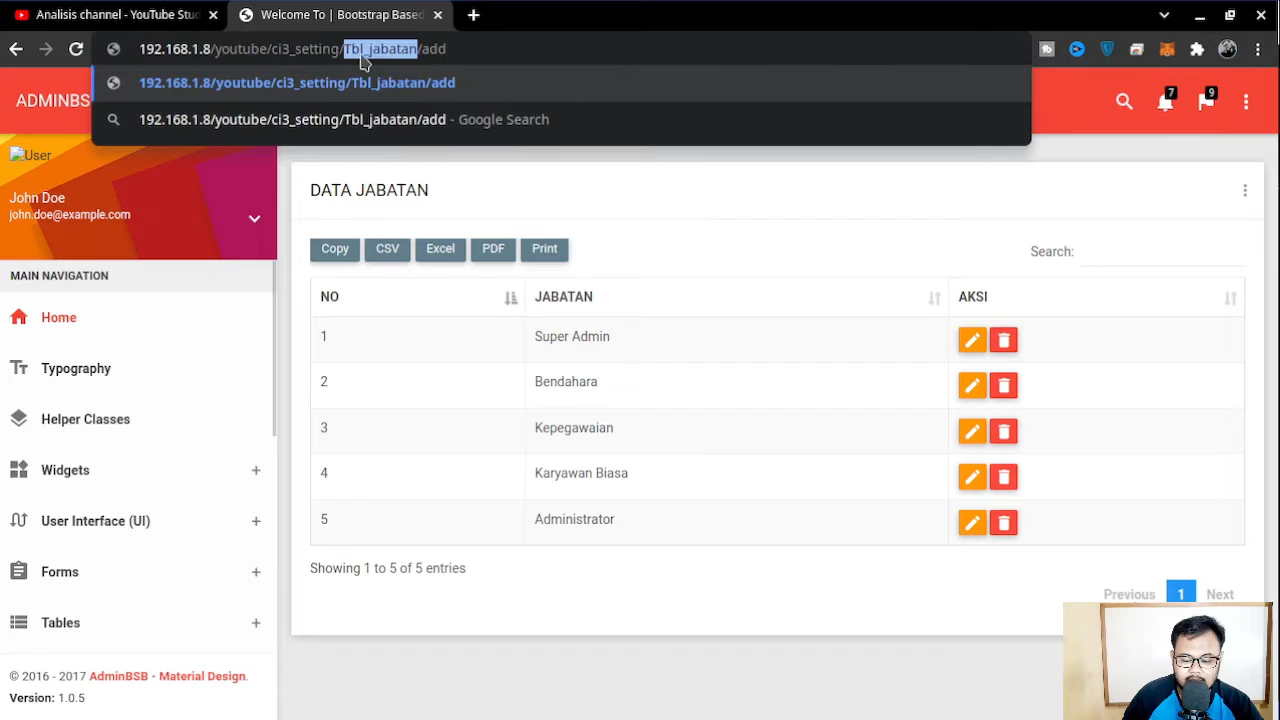 Analisis channel - YouTube Stud
Welcome To | Bootstrap Based
192.168.1.8/youtube/ci3_setting/Tbl_jabatan/add
192.168.1.8/youtube/ci3_setting/Tbl_jabatan/add
192.168.1.8/youtube/ci3_setting/Tbl_jabatan/add - Google Search
ADMINBS
7
9
User
John Doe
john.doe@example.com
MAIN NAVIGATION
Home
Typography
Helper Classes
Widgets
User Interface (UI)
Forms
Tables
© 2016 - 2017 AdminBSB - Material Design.
Version: 1.0.5
DATA JABATAN
Copy CSV Excel PDF Print
Search:
NO JABATAN AKSI
1 Super Admin
2 Bendahara
3 Kepegawaian
4 Karyawan Biasa
5 Administrator
Showing 1 to 5 of 5 entries
Previous 1 Next